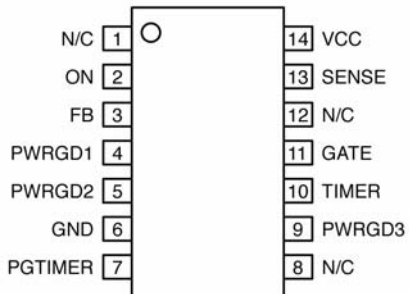 N/C 1 14 VCC
ON 2 13 SENSE
FB 3 12 N/C
PWRGD1 4 11 GATE
PWRGD2 5 10 TIMER
GND 6 9 PWRGD3
PGTIMER 7 8 N/C